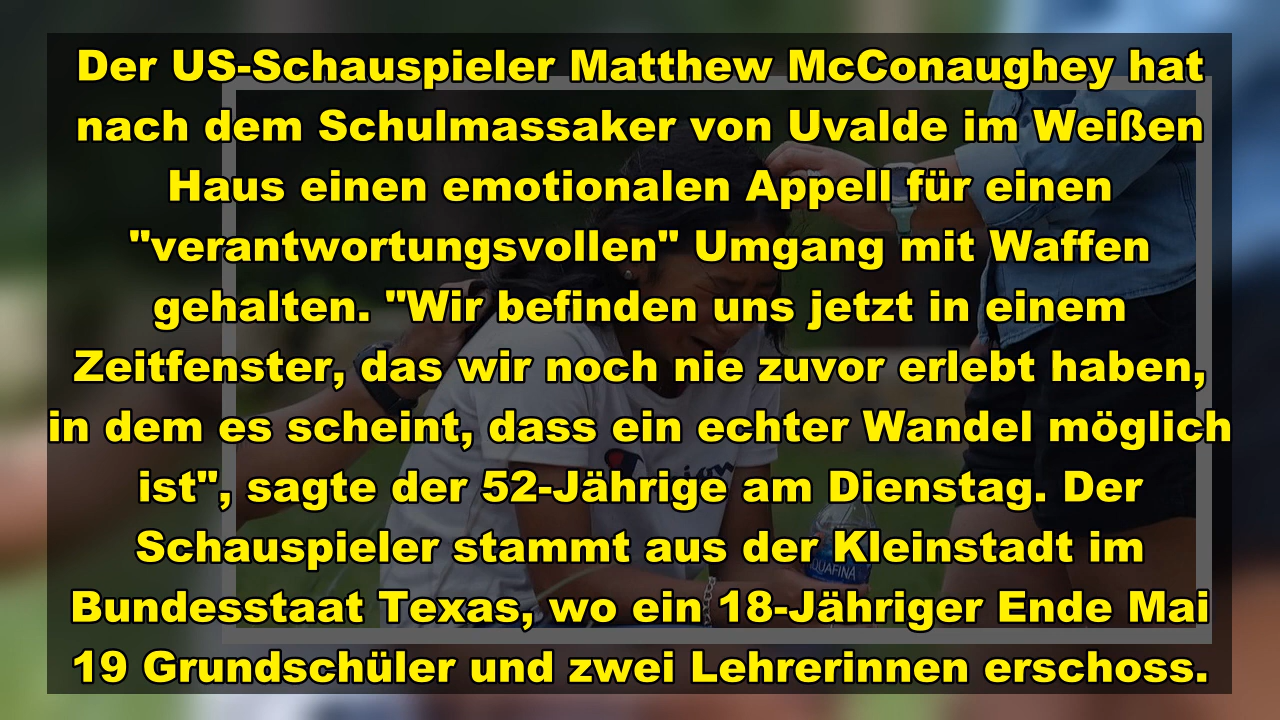 Der US-Schauspieler Matthew McConaughey hat
nach dem Schulmassaker von Uvalde im Weißen
Haus einen emotionalen Appell für einen
"verantwortungsvollen" Umgang mit Waffen
gehalten. "Wir befinden uns jetzt in einem
Zeitfenster, das wir noch nie zuvor erlebt haben,
in dem es scheint, dass ein echter Wandel möglich
ist", sagte der 52-Jährige am Dienstag. Der
Schauspieler stammt aus der Kleinstadt im
Bundesstaat Texas, wo ein 18-Jähriger Ende Mai
19 Grundschüler und zwei Lehrerinnen erschoss.
AQUAFINA